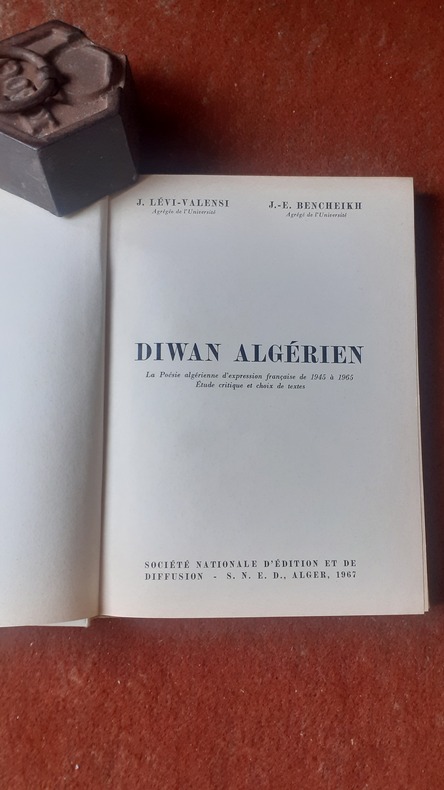 J. LÉVI-VALENSI J.-E. BENCHEIKH
Agrégée de l'Université Agrégé de l'Université
DIWAN ALGÉRIEN
La Poésie algérienne d'expression française de 1945 à 1965
Étude critique et choix de textes
SOCIÉTÉ NATIONALE D'ÉDITION ET DE
DIFFUSION - S. N. E. D., ALGER, 1967